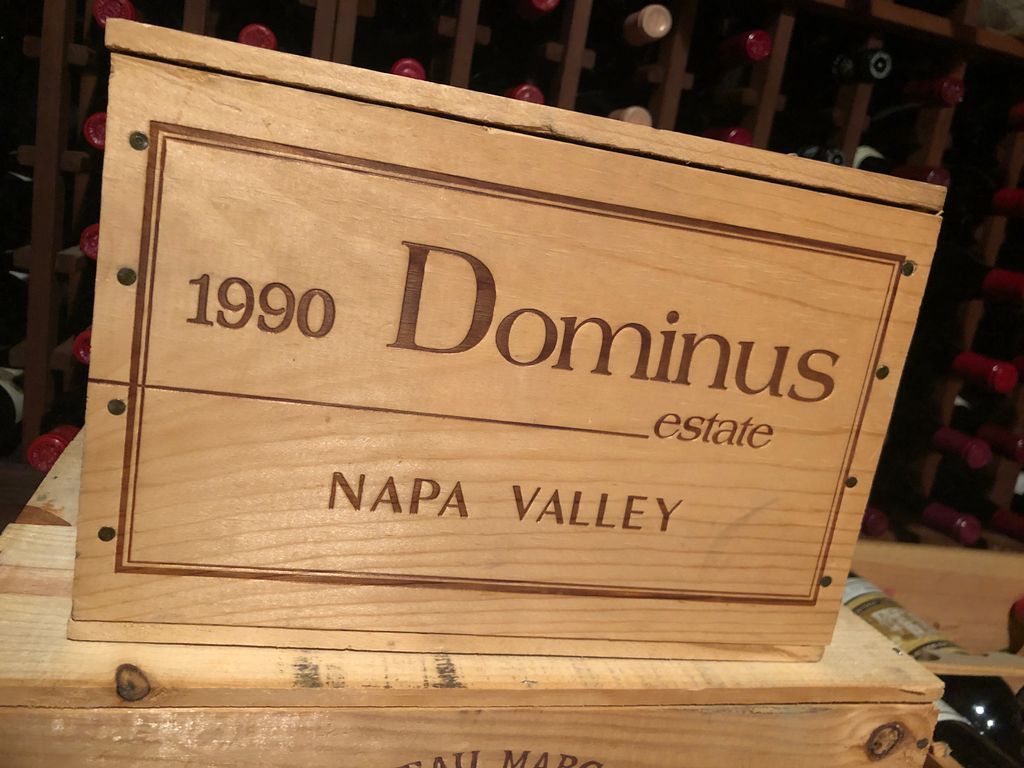 1990 Dominus
estate
NAPA VALLEY